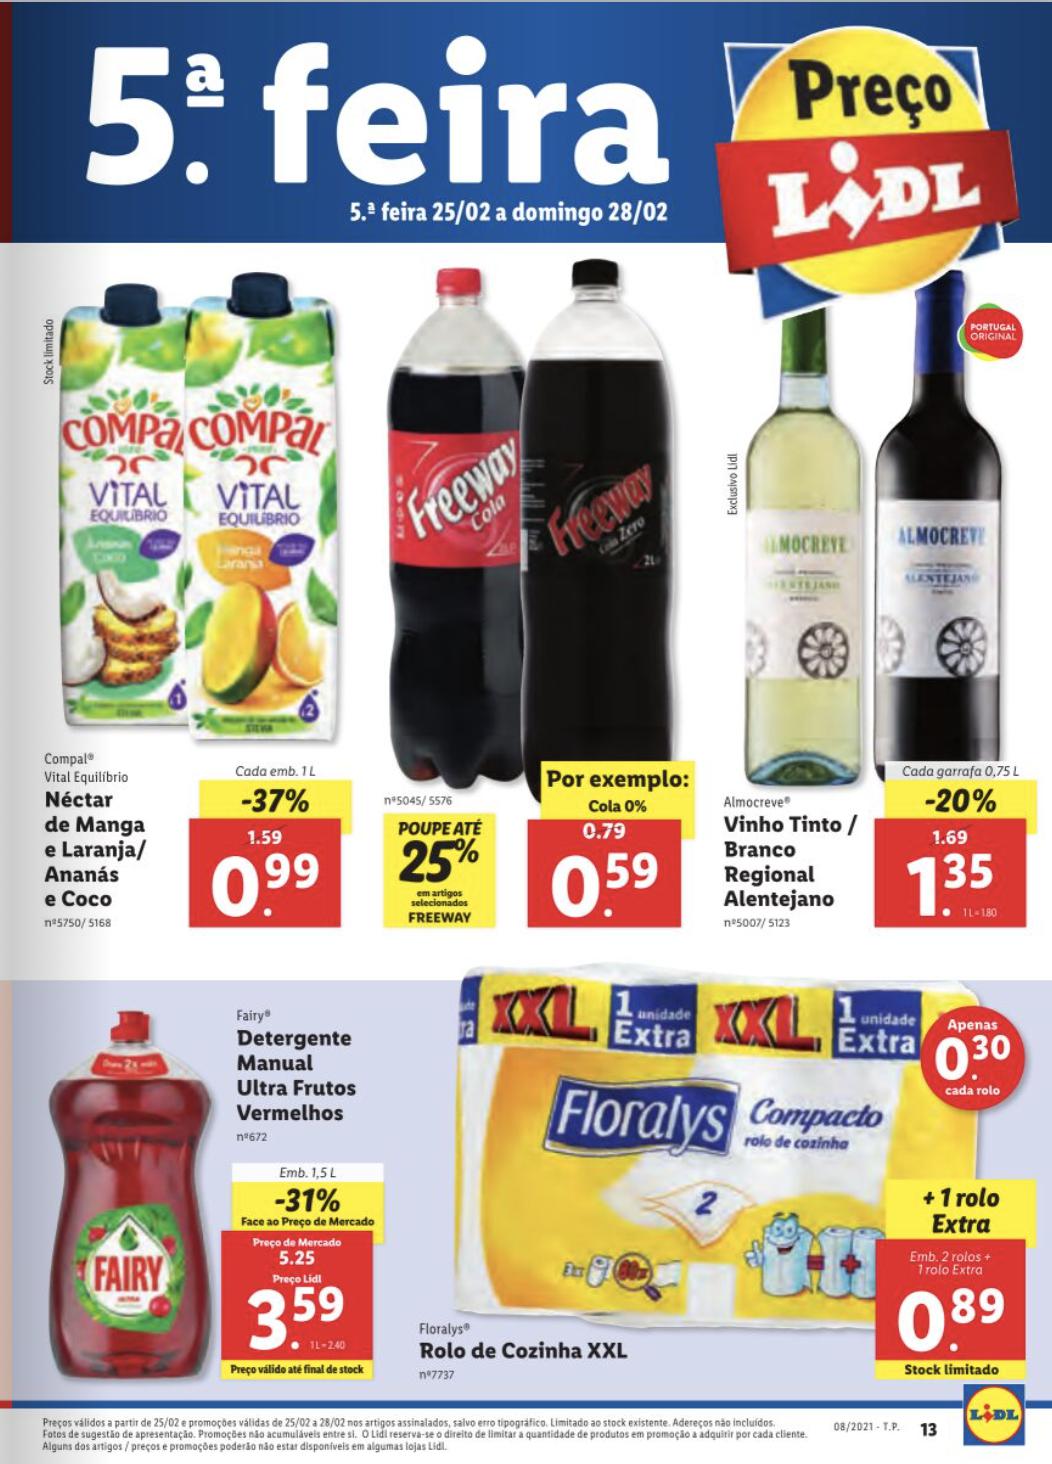 5.ª feira
5.ª feira 25/02 a domingo 28/02
Preço
LIDL
PORTUGAL
ORIGINAL
Stock limitado
COMPAL
VITAL
EQUILÍBRIO
Ananás
Coco
COMPAL
VITAL
EQUILÍBRIO
Manga
Laranja
STEVIA
Freeway
Cola
2L
Freeway
Cola Zero
2L
Exclusivo Lidl
ALMOCREVE
ALENTEJANO
BRANCO
ALMOCREVE
ALENTEJANO
TINTO
Compal®
Vital Equilíbrio
Néctar
de Manga
e Laranja/
Ananás
e Coco
nº5750/ 5168
Cada emb. 1 L
-37%
1.59
0.99
nº5045/ 5576
POUPE ATÉ
25%
em artigos
selecionados
FREEWAY
Por exemplo:
Cola 0%
0.79
0.59
Almocreve®
Vinho Tinto /
Branco
Regional
Alentejano
nº5007/ 5123
Cada garrafa 0,75 L
-20%
1.69
1.35
1 L = 1.80
FAIRY
ULTRA
Fairy®
Detergente
Manual
Ultra Frutos
Vermelhos
nº672
Emb. 1,5 L
-31%
Face ao Preço de Mercado
Preço de Mercado
5.25
Preço Lidl
3.59
1 L = 2.40
Preço válido até final de stock
XXL
1 unidade
Extra
XXL
1 unidade
Extra
Floralys
Compacto
rolo de cozinha
2
Apenas
0.30
cada rolo
+ 1 rolo
Extra
Emb. 2 rolos +
1 rolo Extra
0.89
Stock limitado
Floralys®
Rolo de Cozinha XXL
nº7737
Preços válidos a partir de 25/02 e promoções válidas de 25/02 a 28/02 nos artigos assinalados, salvo erro tipográfico. Limitado ao stock existente. Adereços não incluídos.
Fotos de sugestão de apresentação. Promoções não acumuláveis entre si. O Lidl reserva-se o direito de limitar a quantidade de produtos em promoção a adquirir por cada cliente.
Alguns dos artigos / preços e promoções poderão não estar disponíveis em algumas lojas Lidl.
08/2021 - T.P.
13
LIDL